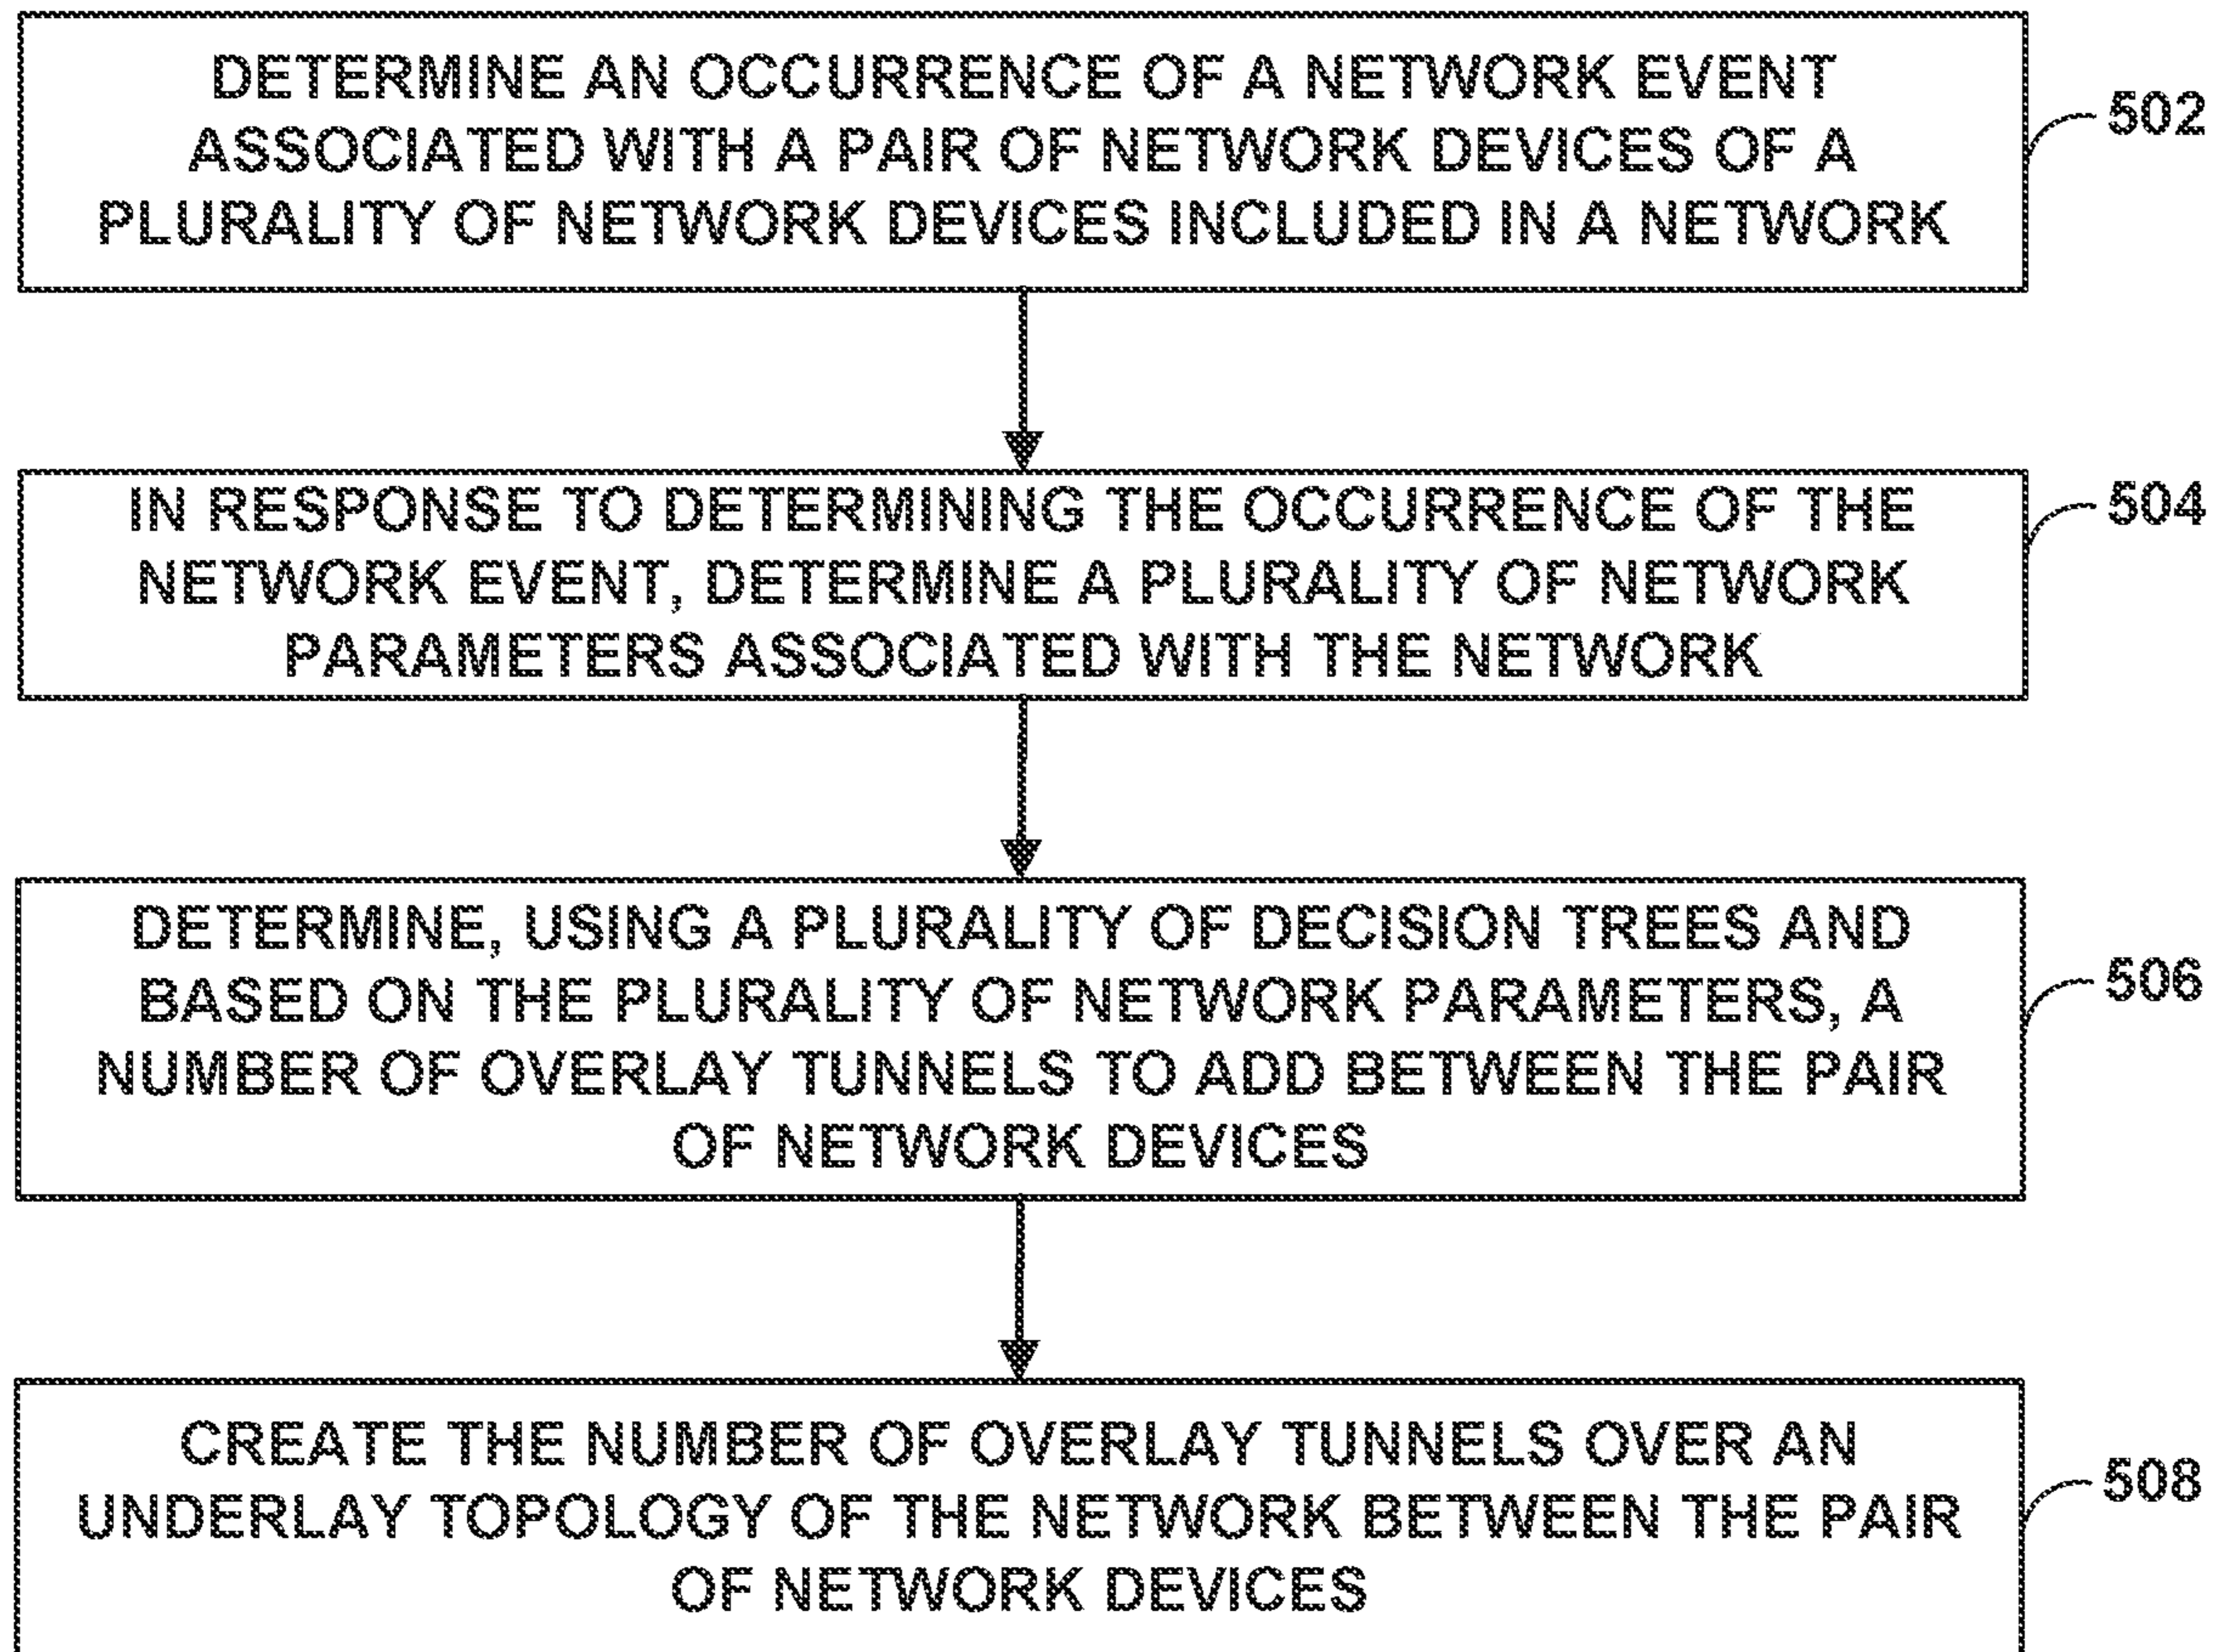 DETERMINE AN OCCURRENCE OF A NETWORK EVENT
ASSOCIATED WITH A PAIR OF NETWORK DEVICES OF A
PLURALITY OF NETWORK DEVICES INCLUDED IN A NETWORK
502
IN RESPONSE TO DETERMINING THE OCCURRENCE OF THE
NETWORK EVENT, DETERMINE A PLURALITY OF NETWORK
PARAMETERS ASSOCIATED WITH THE NETWORK
504
DETERMINE, USING A PLURALITY OF DECISION TREES AND
BASED ON THE PLURALITY OF NETWORK PARAMETERS, A
NUMBER OF OVERLAY TUNNELS TO ADD BETWEEN THE PAIR
OF NETWORK DEVICES
506
CREATE THE NUMBER OF OVERLAY TUNNELS OVER AN
UNDERLAY TOPOLOGY OF THE NETWORK BETWEEN THE PAIR
OF NETWORK DEVICES
508